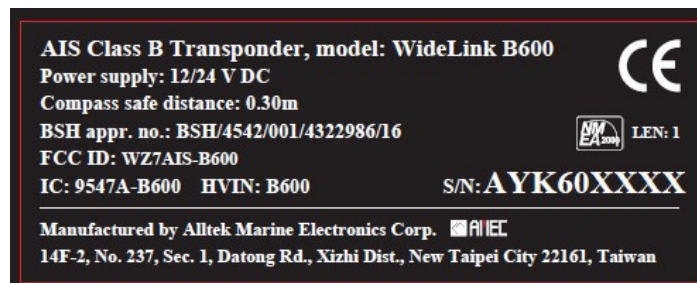 AIS Class B Transponder, model: WideLink B600
Power supply: 12/24 V DC
Compass safe distance: 0.30m
BSH appr. no.: BSH/4542/001/4322986/16
NMEA 2000 LEN: 1
FCC ID: WZ7AIS-B600
IC: 9547A-B600 HVIN: B600 S/N: AYK60XXXX
CE
Manufactured by Alltek Marine Electronics Corp. AMEC
14F-2, No. 237, Sec. 1, Datong Rd., Xizhi Dist., New Taipei City 22161, Taiwan